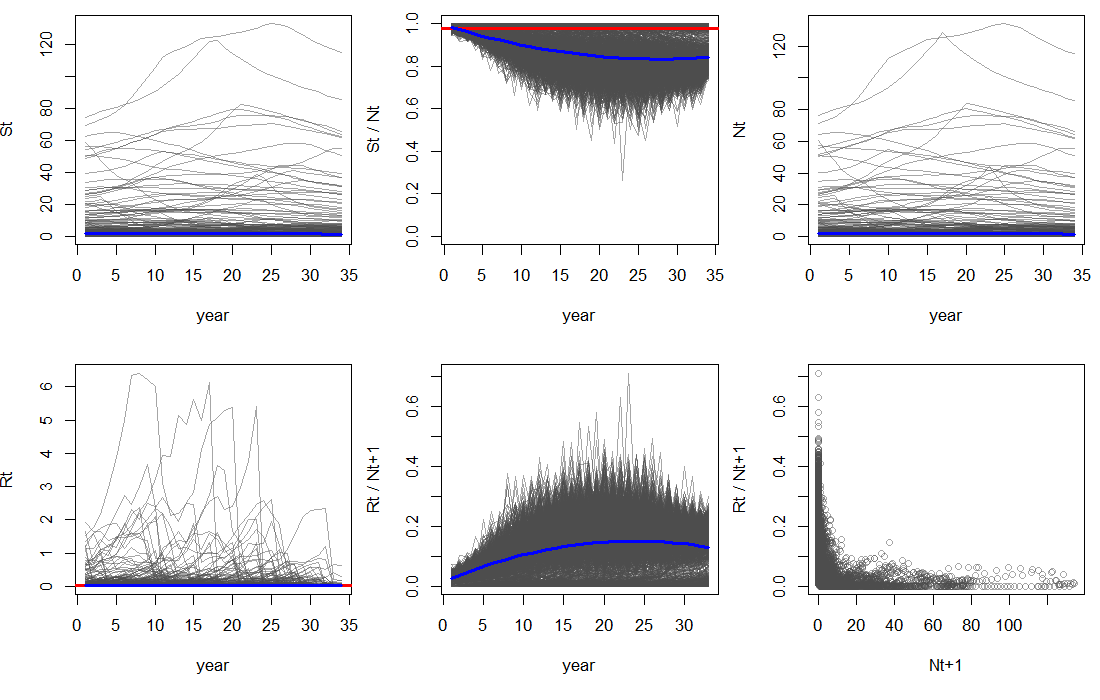 St
0 20 40 60 80 120
0 5 10 15 20 25 30 35
year
St / Nt
0.0 0.2 0.4 0.6 0.8 1.0
0 5 10 15 20 25 30 35
year
Nt
0 20 40 60 80 120
0 5 10 15 20 25 30 35
year
Rt
0 1 2 3 4 5 6
0 5 10 15 20 25 30 35
year
Rt / Nt+1
0.0 0.2 0.4 0.6
0 5 10 15 20 25 30
year
Rt / Nt+1
0.0 0.2 0.4 0.6
0 20 40 60 80 100
Nt+1